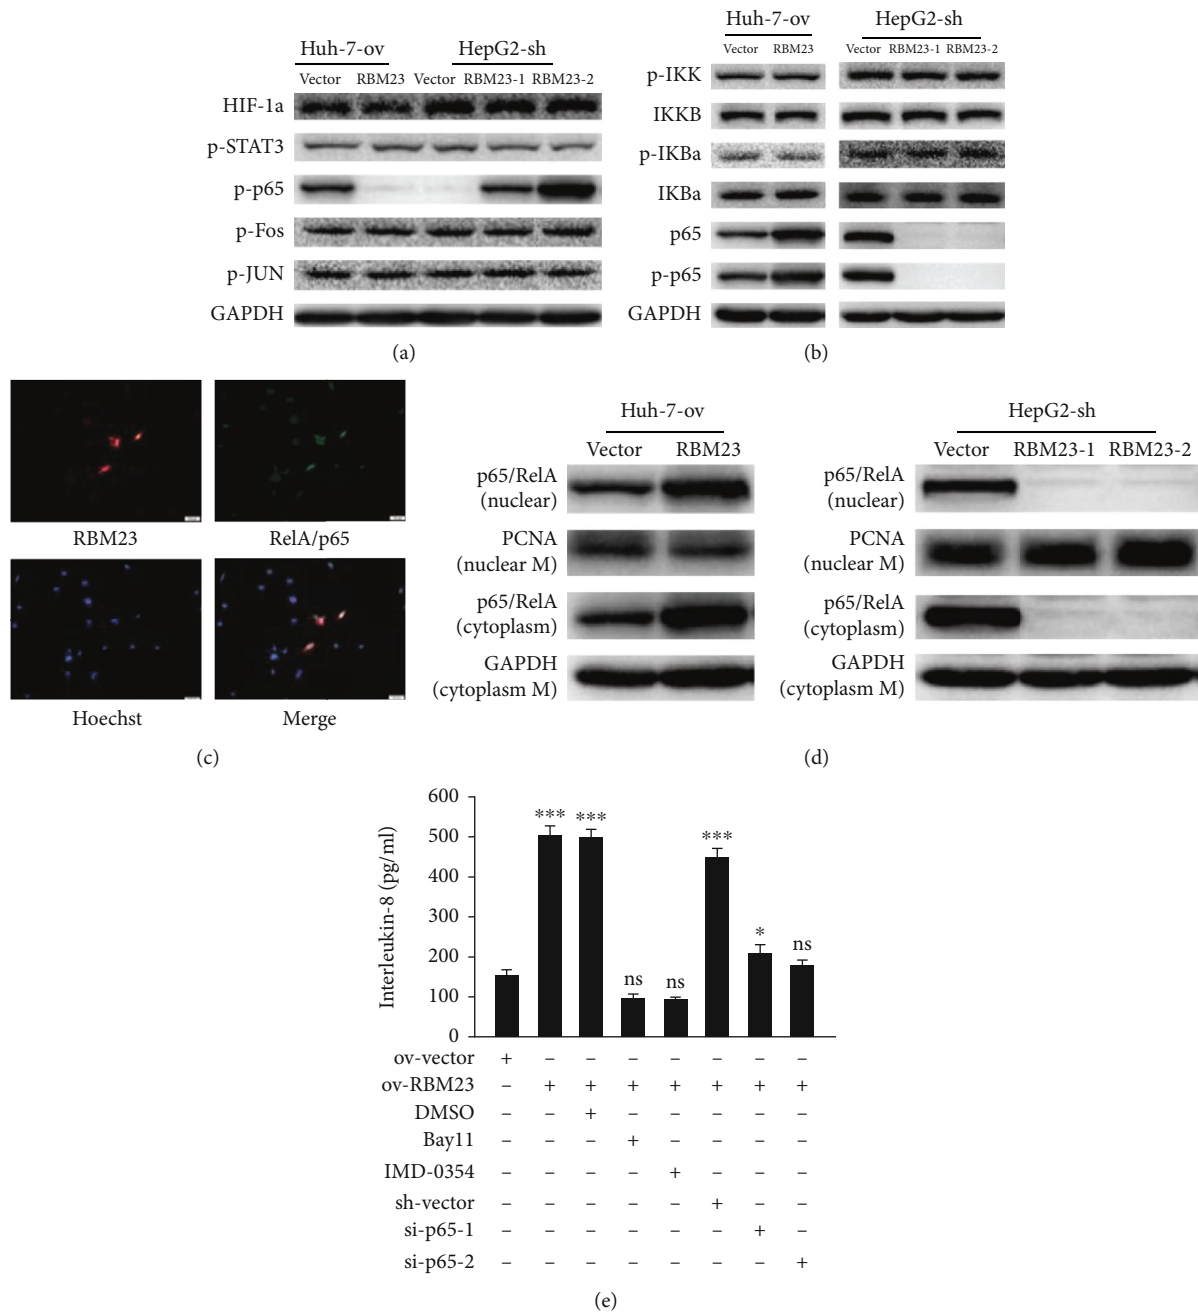 Huh-7-ov HepG2-sh
Vector RBM23 Vector RBM23-1 RBM23-2
HIF-1a
p-STAT3
p-p65
p-Fos
p-JUN
GAPDH
(a)
Huh-7-ov HepG2-sh
Vector RBM23 Vector RBM23-1 RBM23-2
p-IKK
IKKB
p-IKBa
IKBa
p65
p-p65
GAPDH
(b)
RBM23 RelA/p65
Hoechst Merge
(c)
Huh-7-ov
Vector RBM23
p65/RelA
(nuclear)
PCNA
(nuclear M)
p65/RelA
(cytoplasm)
GAPDH
(cytoplasm M)
HepG2-sh
Vector RBM23-1 RBM23-2
p65/RelA
(nuclear)
PCNA
(nuclear M)
p65/RelA
(cytoplasm)
GAPDH
(cytoplasm M)
(d)
Interleukin-8 (pg/ml)
600
500
400
300
200
100
0
*** *** ns ns *** * ns
ov-vector + – – – – – – –
ov-RBM23 – + + + + + + +
DMSO – – + – – – – –
Bay11 – – – + – – – –
IMD-0354 – – – – + – – –
sh-vector – – – – – + – –
si-p65-1 – – – – – – + –
si-p65-2 – – – – – – – +
(e)